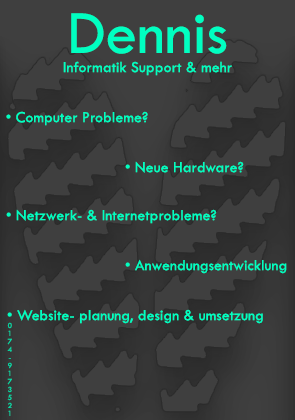 Dennis
Informatik Support & mehr
• Computer Probleme?
• Neue Hardware?
• Netzwerk- & internetprobleme?
• Anwendungsentwicklung
• Website- planung, design & umsetzung
0174-9173521